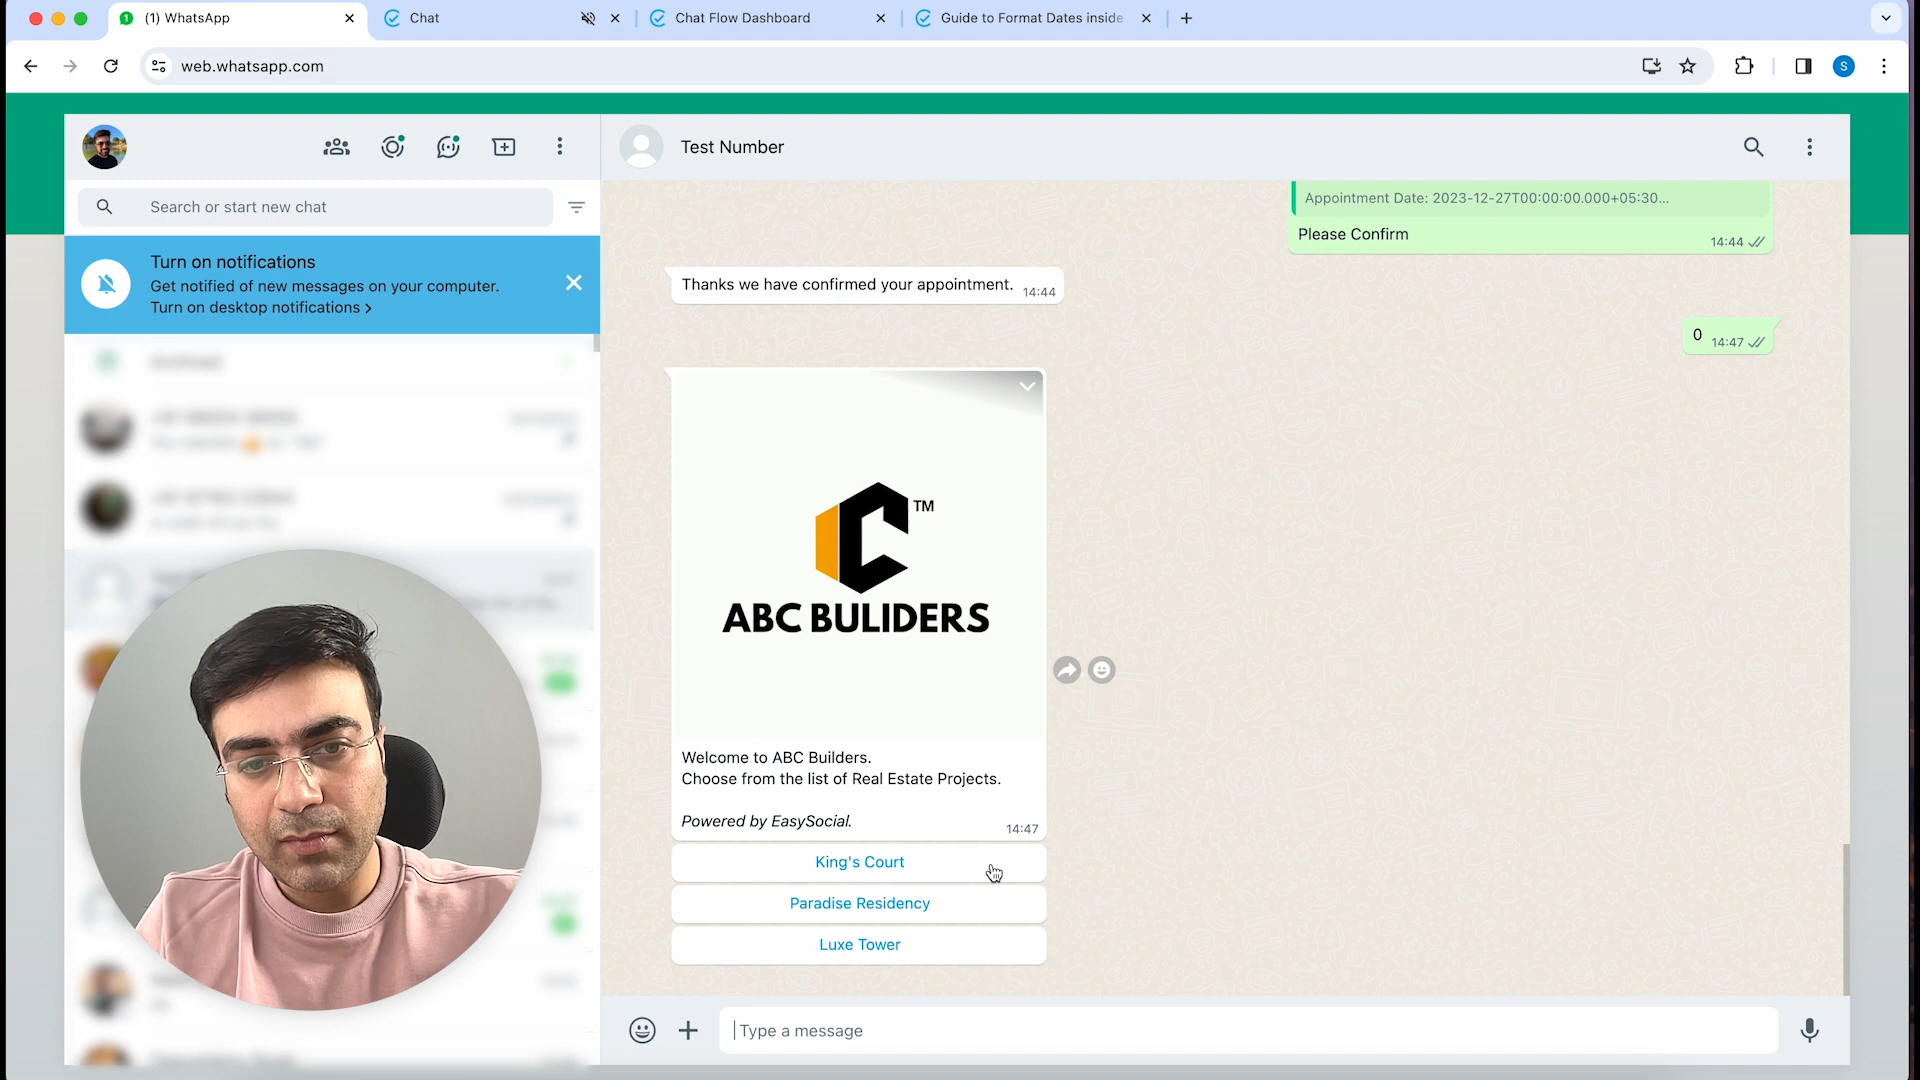 (1) WhatsApp
Chat
Chat Flow Dashboard
Guide to Format Dates inside
web.whatsapp.com
S
Test Number
Search or start new chat
Turn on notifications
Get notified of new messages on your computer.
Turn on desktop notifications >
Appointment Date: 2023-12-27T00:00:00.000+05:30...
Please Confirm
14:44
Thanks we have confirmed your appointment.
14:44
0
14:47
TM
ABC BULIDERS
Welcome to ABC Builders.
Choose from the list of Real Estate Projects.
Powered by EasySocial.
14:47
King's Court
Paradise Residency
Luxe Tower
Type a message